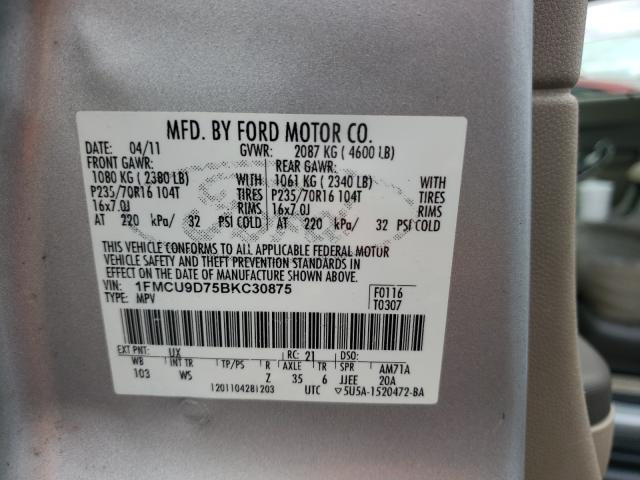 MFD. BY FORD MOTOR CO.
DATE: 04/11 GVWR: 2087 KG ( 4600 LB)
FRONT GAWR: REAR GAWR:
1080 KG ( 2380LB) WITH 1061 KG ( 2340 LB) WITH
P235/70R16 104T TIRES P235/70R16 104T TIRES
16x7.0J RIMS 16x7.0J RIMS
AT 220 kPa/ 32 PSI COLD AT 220 kPa/ 32 PSI COLD
THIS VEHICLE CONFORMS TO ALL APPLICABLE FEDERAL MOTOR
VEHICLE SAFETY AND THEFT PREVENTION STANDARDS IN
EFFECT ON THE DATE OF MANUFACTURE SHOWN ABOVE.
VIN: 1FMCU9D75BKC30875 F0116
TYPE: MPV T0307
EXT PNT: UX RC: 21 DSO:
WB INT TR TP/PS R AXLE TR SPR AM71A
103 WS Z 35 6 JJEE 20A
1201104281203 UTC ▽5U5A-1520472-BA